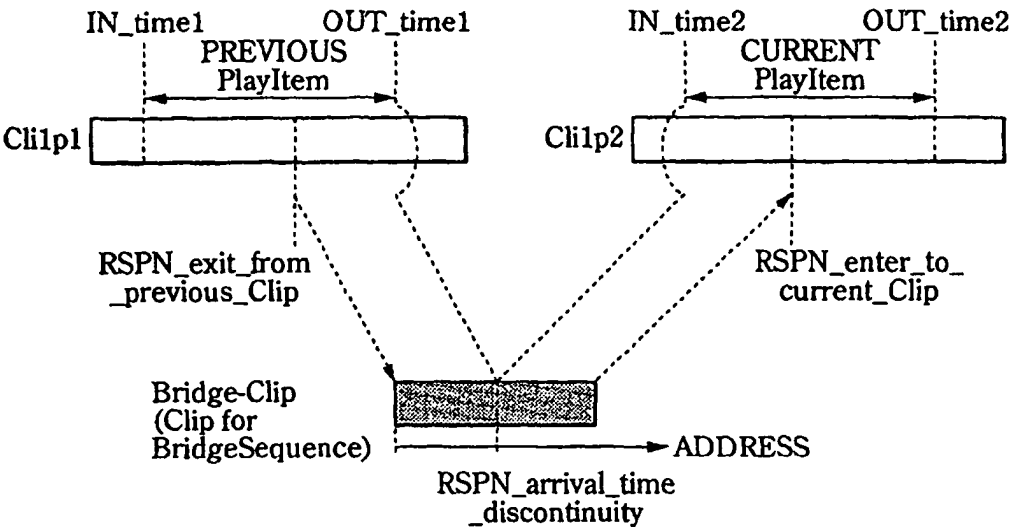 IN_time1 OUT_time1 IN_time2 OUT_time2
PREVIOUS
PlayItem
CURRENT
PlayItem
Cli1p1
Cli1p2
RSPN_exit_from
_previous_Clip
RSPN_enter_to_
current_Clip
Bridge-Clip
(Clip for
BridgeSequence)
ADDRESS
RSPN_arrival_time
_discontinuity